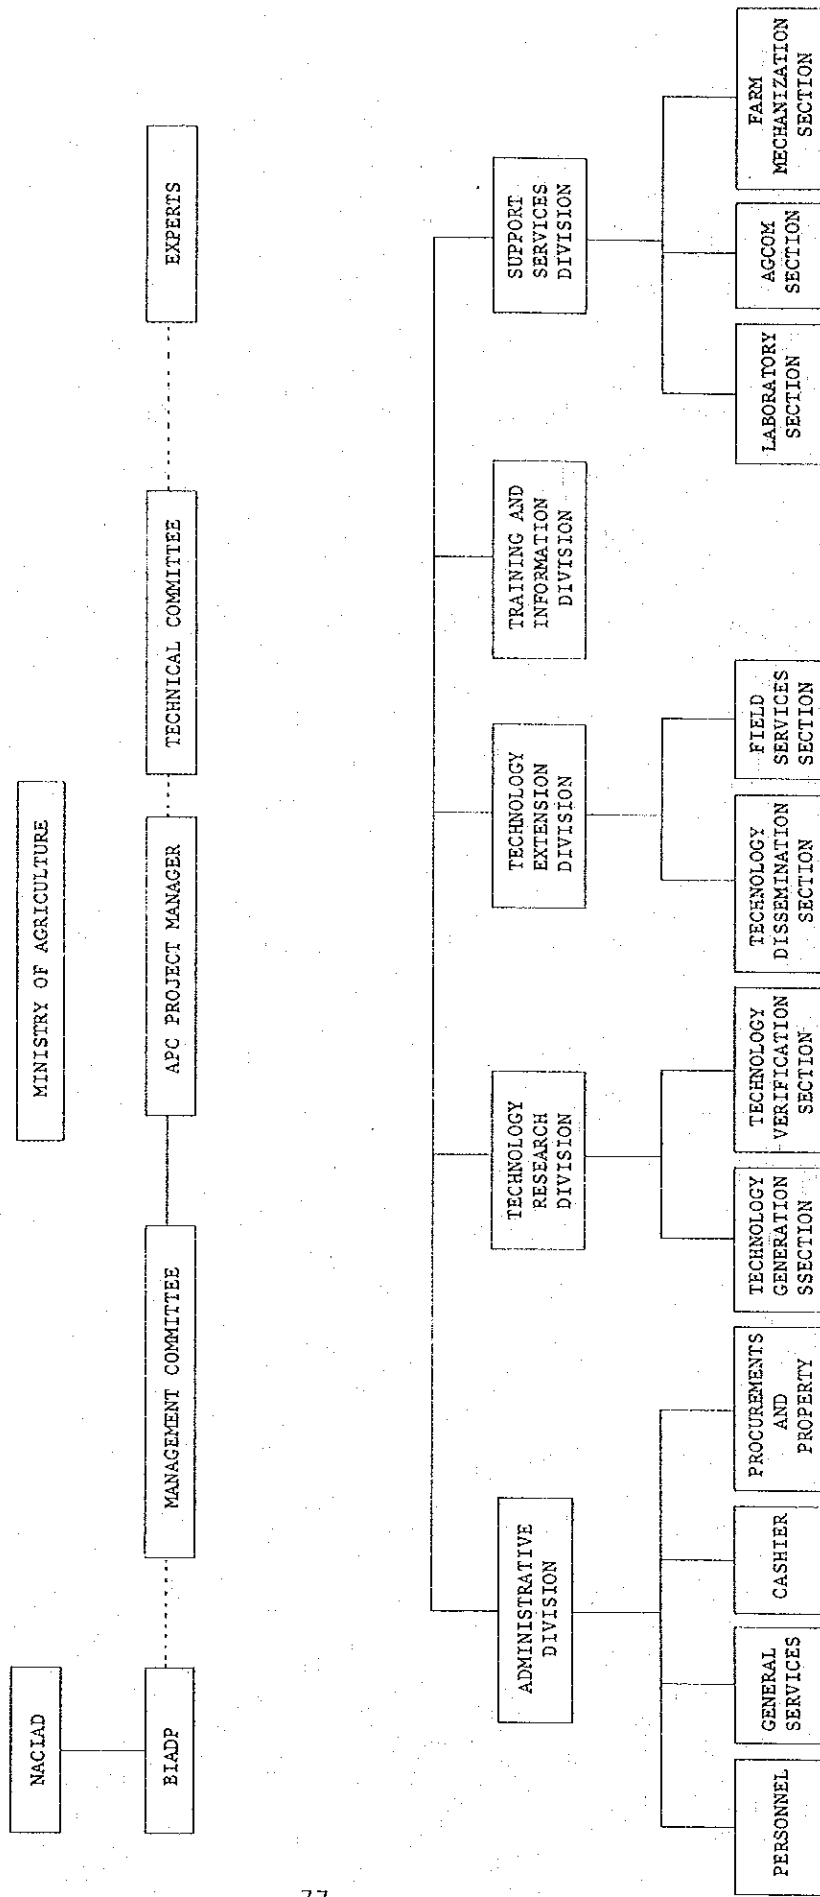 MINISTRY OF AGRICULTURE
NACIAD
BIADP
MANAGEMENT COMMITTEE
APC PROJECT MANAGER
TECHNICAL COMMITTEE
EXPERTS
ADMINISTRATIVE
DIVISION
TECHNOLOGY
RESEARCH
DIVISION
TECHNOLOGY
EXTENSION
DIVISION
TRAINING AND
INFORMATION
DIVISION
SUPPORT
SERVICES
DIVISION
PERSONNEL
GENERAL
SERVICES
CASHIER
PROCUREMENTS
AND
PROPERTY
TECHNOLOGY
GENERATION
SSECTION
TECHNOLOGY
VERIFICATION
SECTION
TECHNOLOGY
DISSEMINATION
SECTION
FIELD
SERVICES
SECTION
LABORATORY
SECTION
AGCOM
SECTION
FARM
MECHANIZATION
SECTION